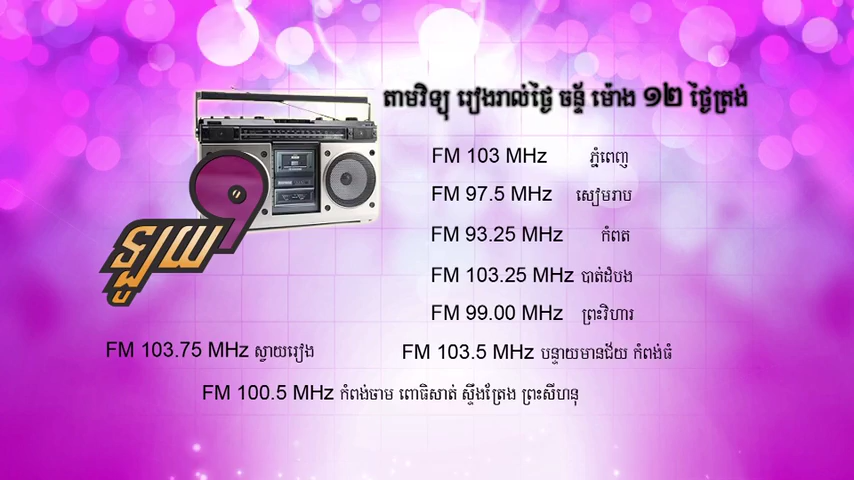 តាមវិទ្យុ រៀងរាល់ថ្ងៃ ចន្ទ័ ម៉ោង ១២ ថ្ងៃត្រង់
FM 103 MHz ភ្នំពេញ
FM 97.5 MHz សៀមរាប
FM 93.25 MHz កំពត
FM 103.25 MHz បាត់ដំបង
FM 99.00 MHz ព្រះវិហារ
FM 103.75 MHz ស្វាយរៀង
FM 103.5 MHz បន្ទាយមានជ័យ កំពង់ធំ
FM 100.5 MHz កំពង់ចាម ពោធិសាត់ ស្ទឹងត្រែង ព្រះសីហនុ
ឡូយ9